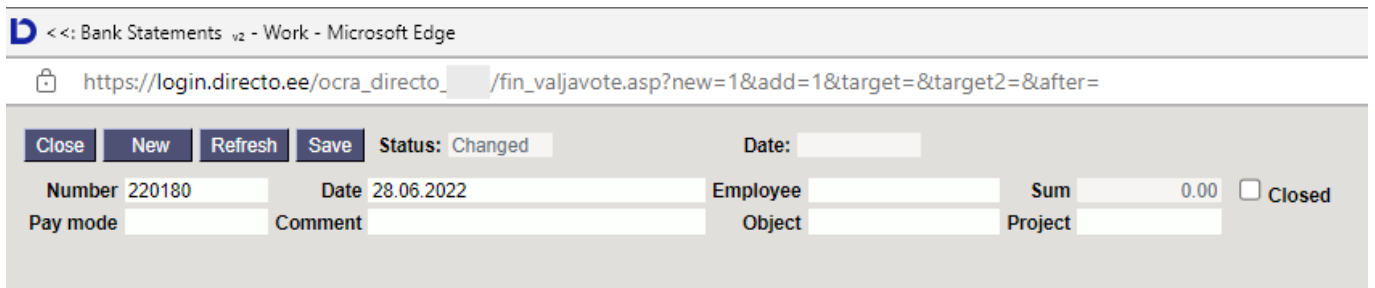 <<: Bank Statements v2 - Work - Microsoft Edge
https://login.directo.ee/ocra_directo_ /fin_valjavote.asp?new=1&add=1&target=&target2=&after=
Close New Refresh Save Status: Changed Date:
Number 220180 Date 28.06.2022 Employee Sum 0.00 Closed
Pay mode Comment Object Project